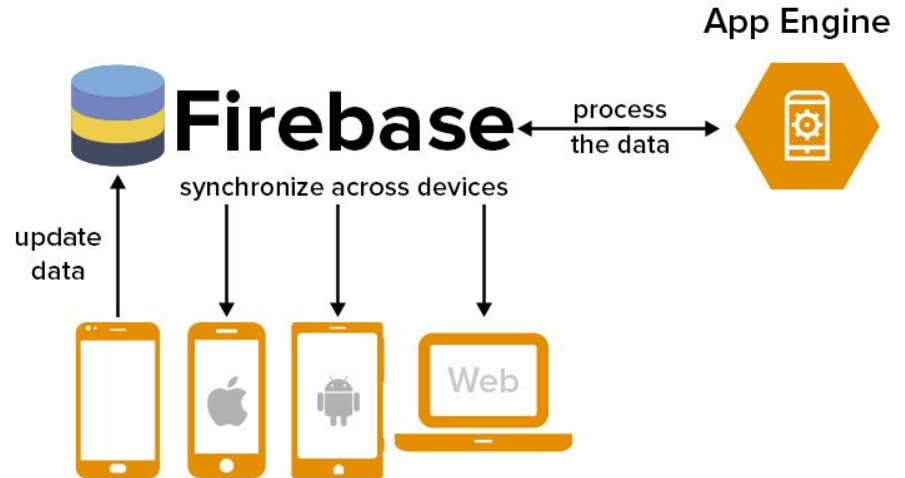 App Engine
Firebase
process
the data
synchronize across devices
update
data
Web